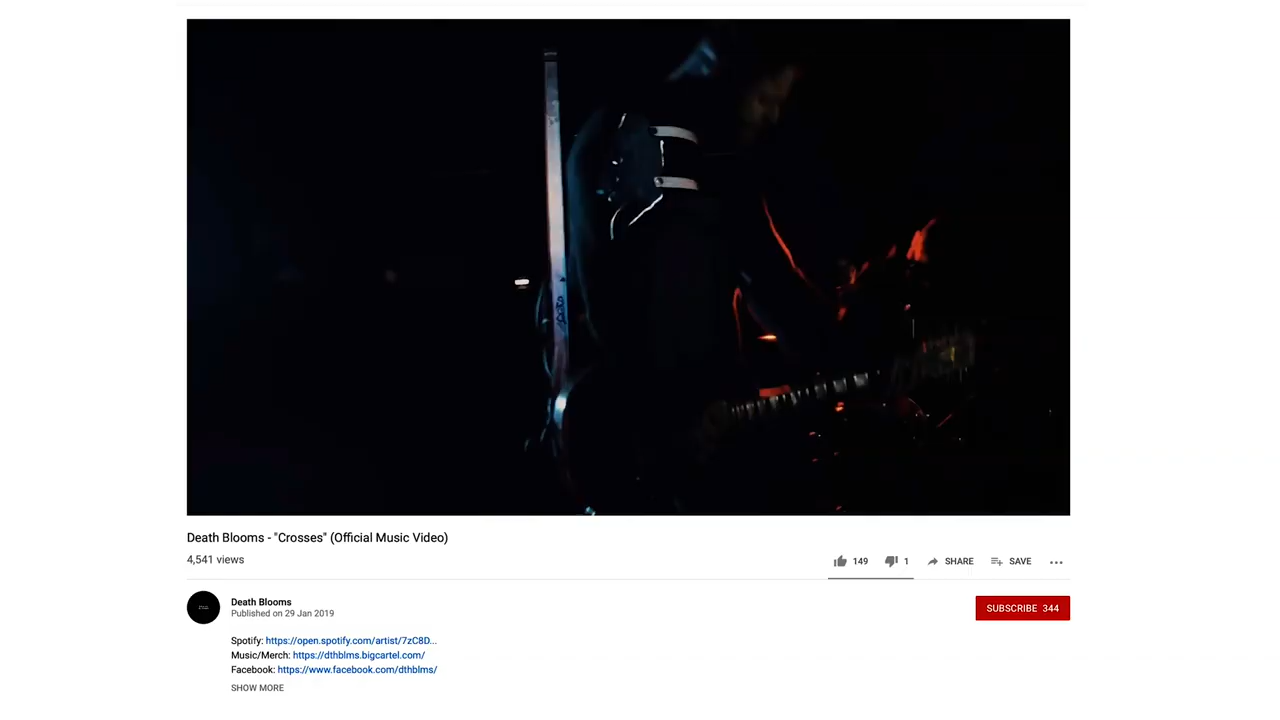 Death Blooms - "Crosses" (Official Music Video)
4,541 views
149 1 SHARE SAVE ...
Death Blooms
Published on 29 Jan 2019
SUBSCRIBE 344
Spotify: https://open.spotify.com/artist/7zC8D...
Music/Merch: https://dthblms.bigcartel.com/
Facebook: https://www.facebook.com/dthblms/
SHOW MORE